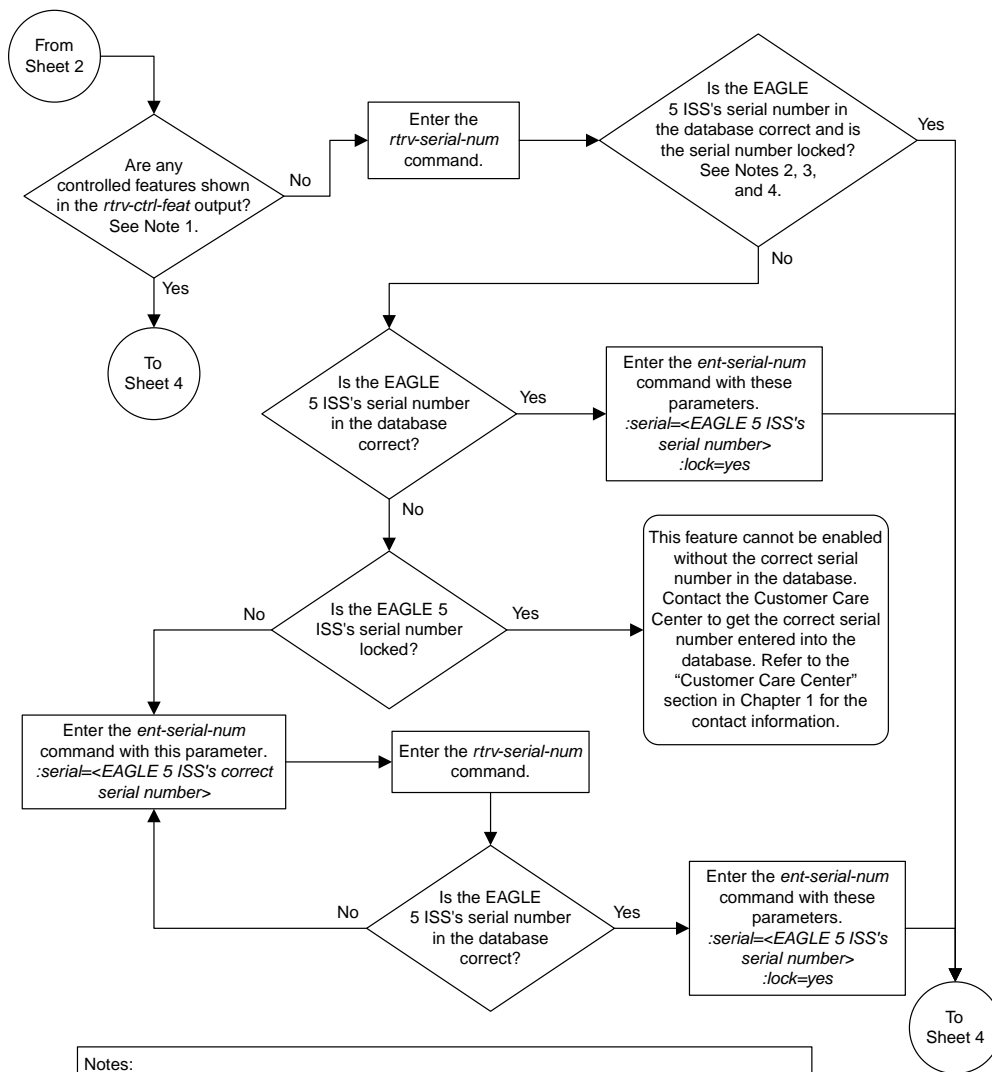 From
Sheet 2
Are any
controlled features shown
in the rtrv-ctrl-feat output?
See Note 1.
No
Yes
To
Sheet 4
Enter the
rtrv-serial-num
command.
Is the EAGLE
5 ISS's serial number in
the database correct and is
the serial number locked?
See Notes 2, 3,
and 4.
Yes
No
Is the EAGLE
5 ISS's serial number
in the database
correct?
Yes
No
Enter the ent-serial-num
command with these
parameters.
:serial=<EAGLE 5 ISS's
serial number>
:lock=yes
Is the EAGLE 5
ISS's serial number
locked?
No
Yes
This feature cannot be enabled
without the correct serial
number in the database.
Contact the Customer Care
Center to get the correct serial
number entered into the
database. Refer to the
“Customer Care Center”
section in Chapter 1 for the
contact information.
Enter the ent-serial-num
command with this parameter.
:serial=<EAGLE 5 ISS's correct
serial number>
Enter the rtrv-serial-num
command.
Is the EAGLE
5 ISS's serial number
in the database
correct?
No
Yes
Enter the ent-serial-num
command with these
parameters.
:serial=<EAGLE 5 ISS's
serial number>
:lock=yes
To
Sheet 4
Notes: